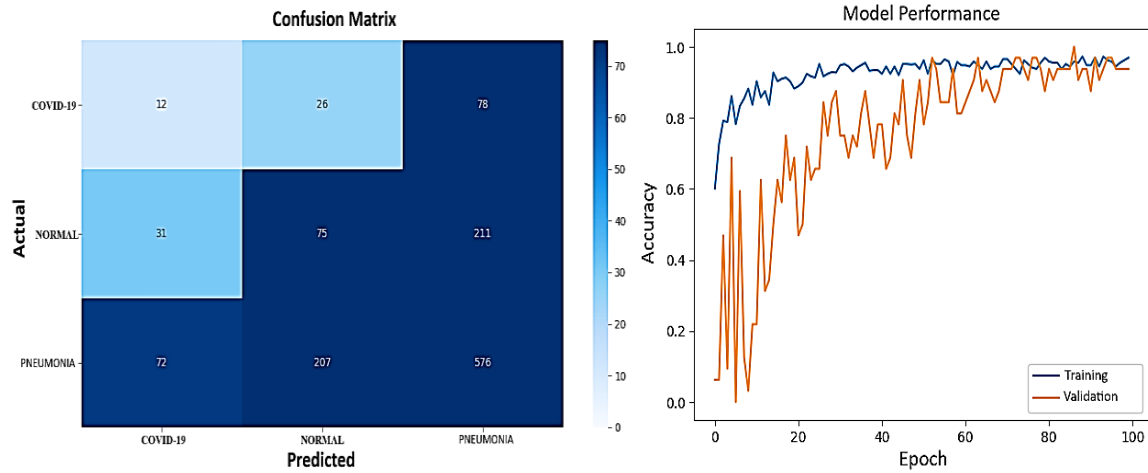 Confusion Matrix
Actual
COVID-19
12
26
78
NORMAL
31
75
211
PNEUMONIA
72
207
576
COVID-19
NORMAL
PNEUMONIA
Predicted
70
60
50
40
30
20
10
0
Model Performance
Accuracy
1.0
0.8
0.6
0.4
0.2
0.0
Training
Validation
0
20
40
60
80
100
Epoch